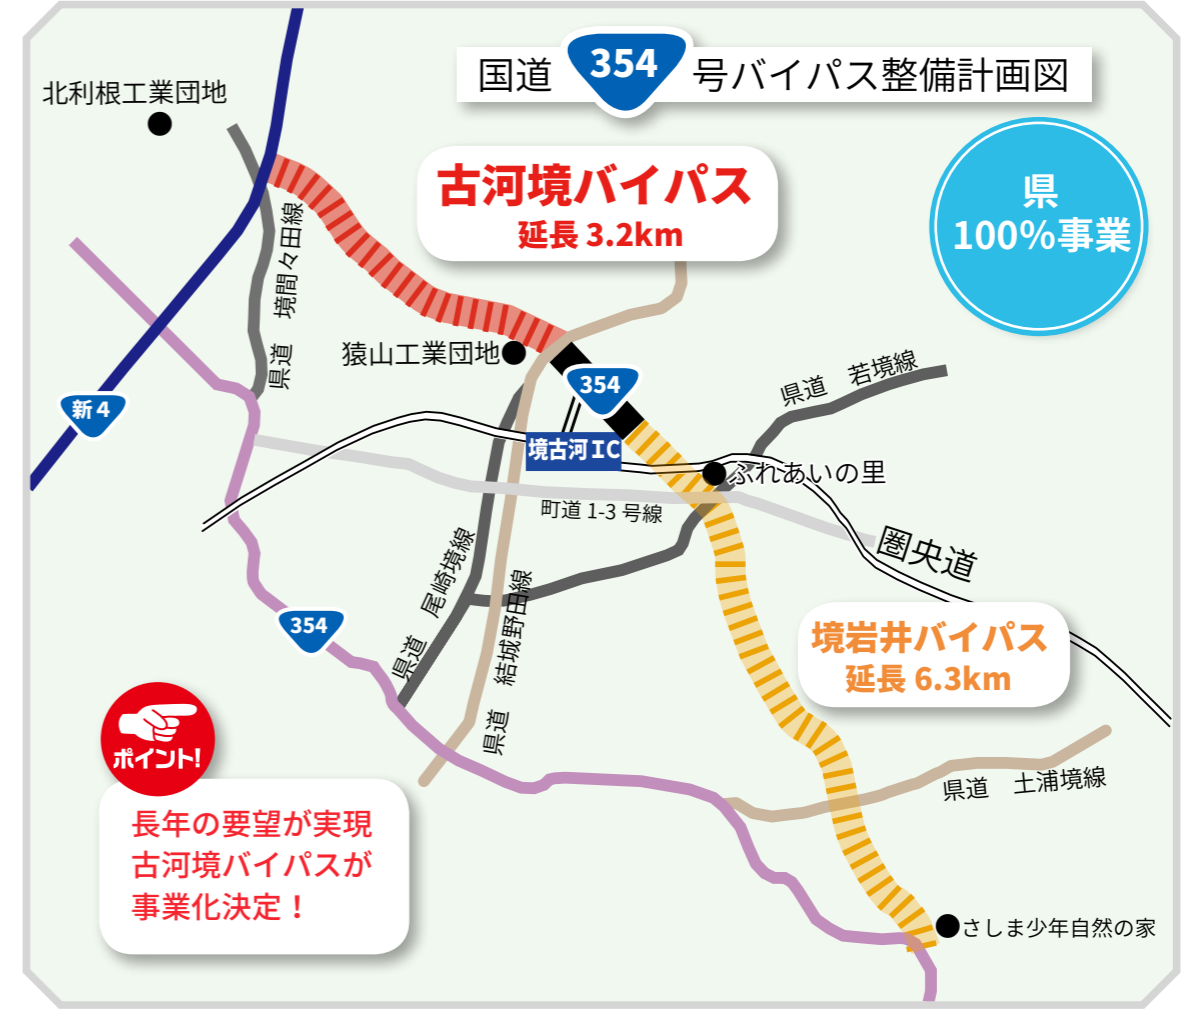 国道 354 号バイパス整備計画図
北利根工業団地
古河境バイパス
延長 3.2km
県
100%事業
県道 境間々田線
猿山工業団地
354
県道 若境線
新4
境古河IC
ふれあいの里
町道 1-3 号線
圏央道
県道 尾崎境線
県道 結城野田線
354
境岩井バイパス
延長 6.3km
ポイント!
長年の要望が実現
古河境バイパスが
事業化決定！
県道 土浦境線
さしま少年自然の家